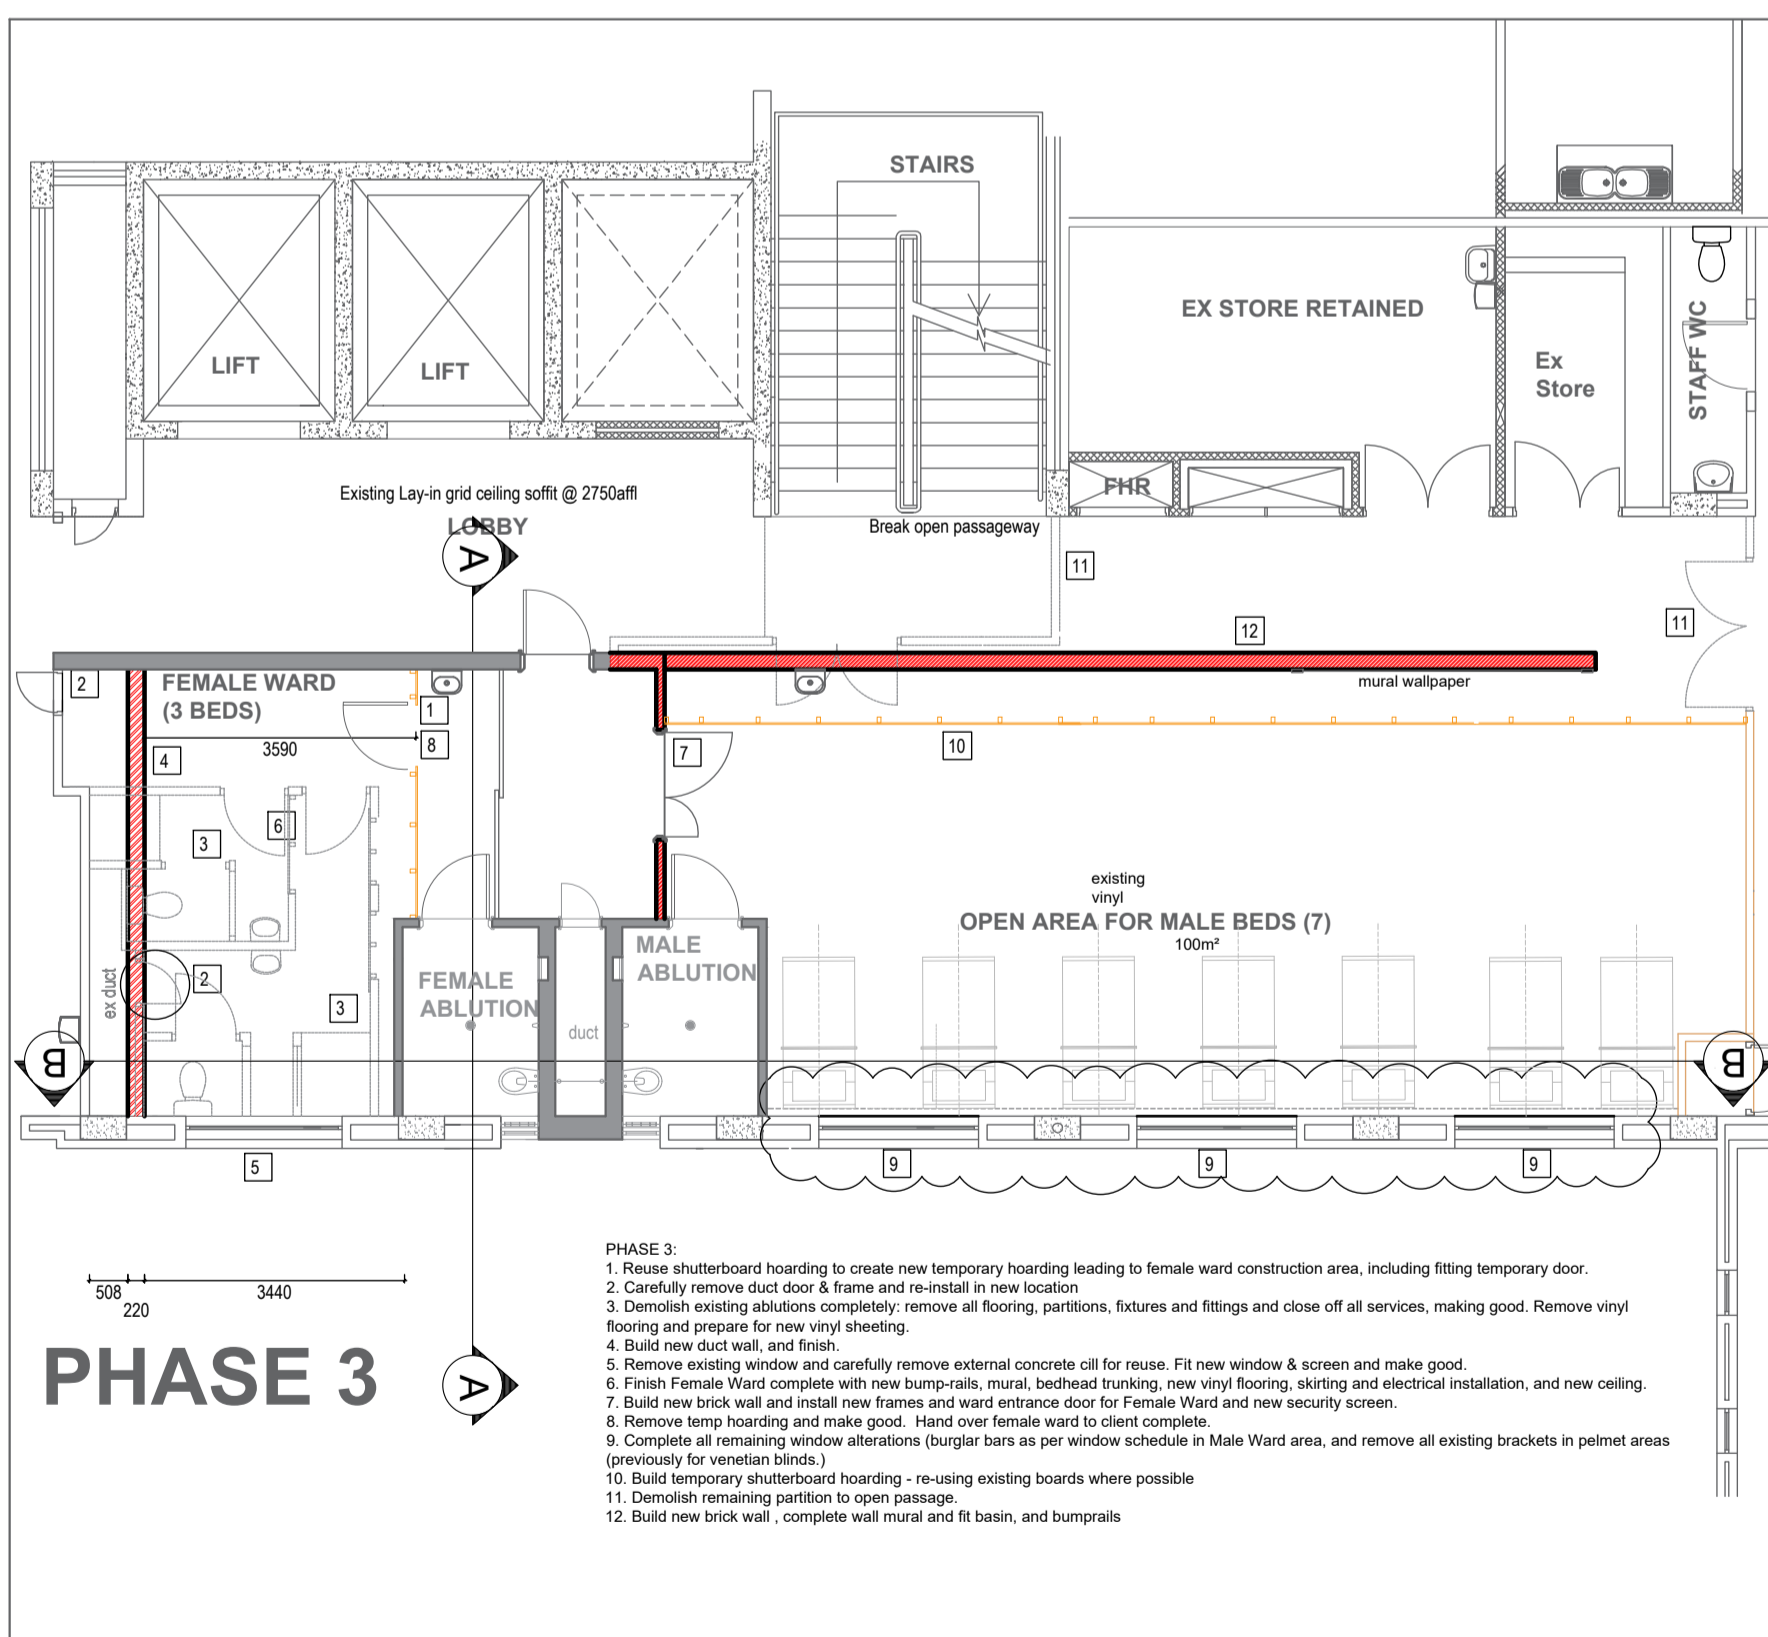 STAIRS
EX STORE RETAINED
Ex
Store
STAFF WC
LIFT
LIFT
FHR
Existing Lay-in grid ceiling soffit @ 2750affl
LOBBY
Break open passageway
A
11
11
12
2
FEMALE WARD
(3 BEDS)
1
mural wallpaper
8
3590
4
7
10
6
3
existing
vinyl
OPEN AREA FOR MALE BEDS (7)
100m²
MALE
ABLUTION
FEMALE
ABLUTION
2
ex duct
3
duct
B
B
5
9
9
9
508
220
3440
PHASE 3
A
PHASE 3:
1. Reuse shutterboard hoarding to create new temporary hoarding leading to female ward construction area, including fitting temporary door.
2. Carefully remove duct door & frame and re-install in new location
3. Demolish existing ablutions completely: remove all flooring, partitions, fixtures and fittings and close off all services, making good. Remove vinyl
flooring and prepare for new vinyl sheeting.
4. Build new duct wall, and finish.
5. Remove existing window and carefully remove external concrete cill for reuse. Fit new window & screen and make good.
6. Finish Female Ward complete with new bump-rails, mural, bedhead trunking, new vinyl flooring, skirting and electrical installation, and new ceiling.
7. Build new brick wall and install new frames and ward entrance door for Female Ward and new security screen.
8. Remove temp hoarding and make good.  Hand over female ward to client complete.
9. Complete all remaining window alterations (burglar bars as per window schedule in Male Ward area, and remove all existing brackets in pelmet areas
(previously for venetian blinds.)
10. Build temporary shutterboard hoarding - re-using existing boards where possible
11. Demolish remaining partition to open passage.
12. Build new brick wall , complete wall mural and fit basin, and bumprails